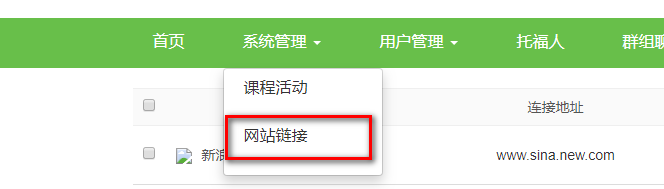 首页 系统管理 用户管理 托福人 群组
课程活动
连接地址
网站链接
新浪 www.sina.new.com